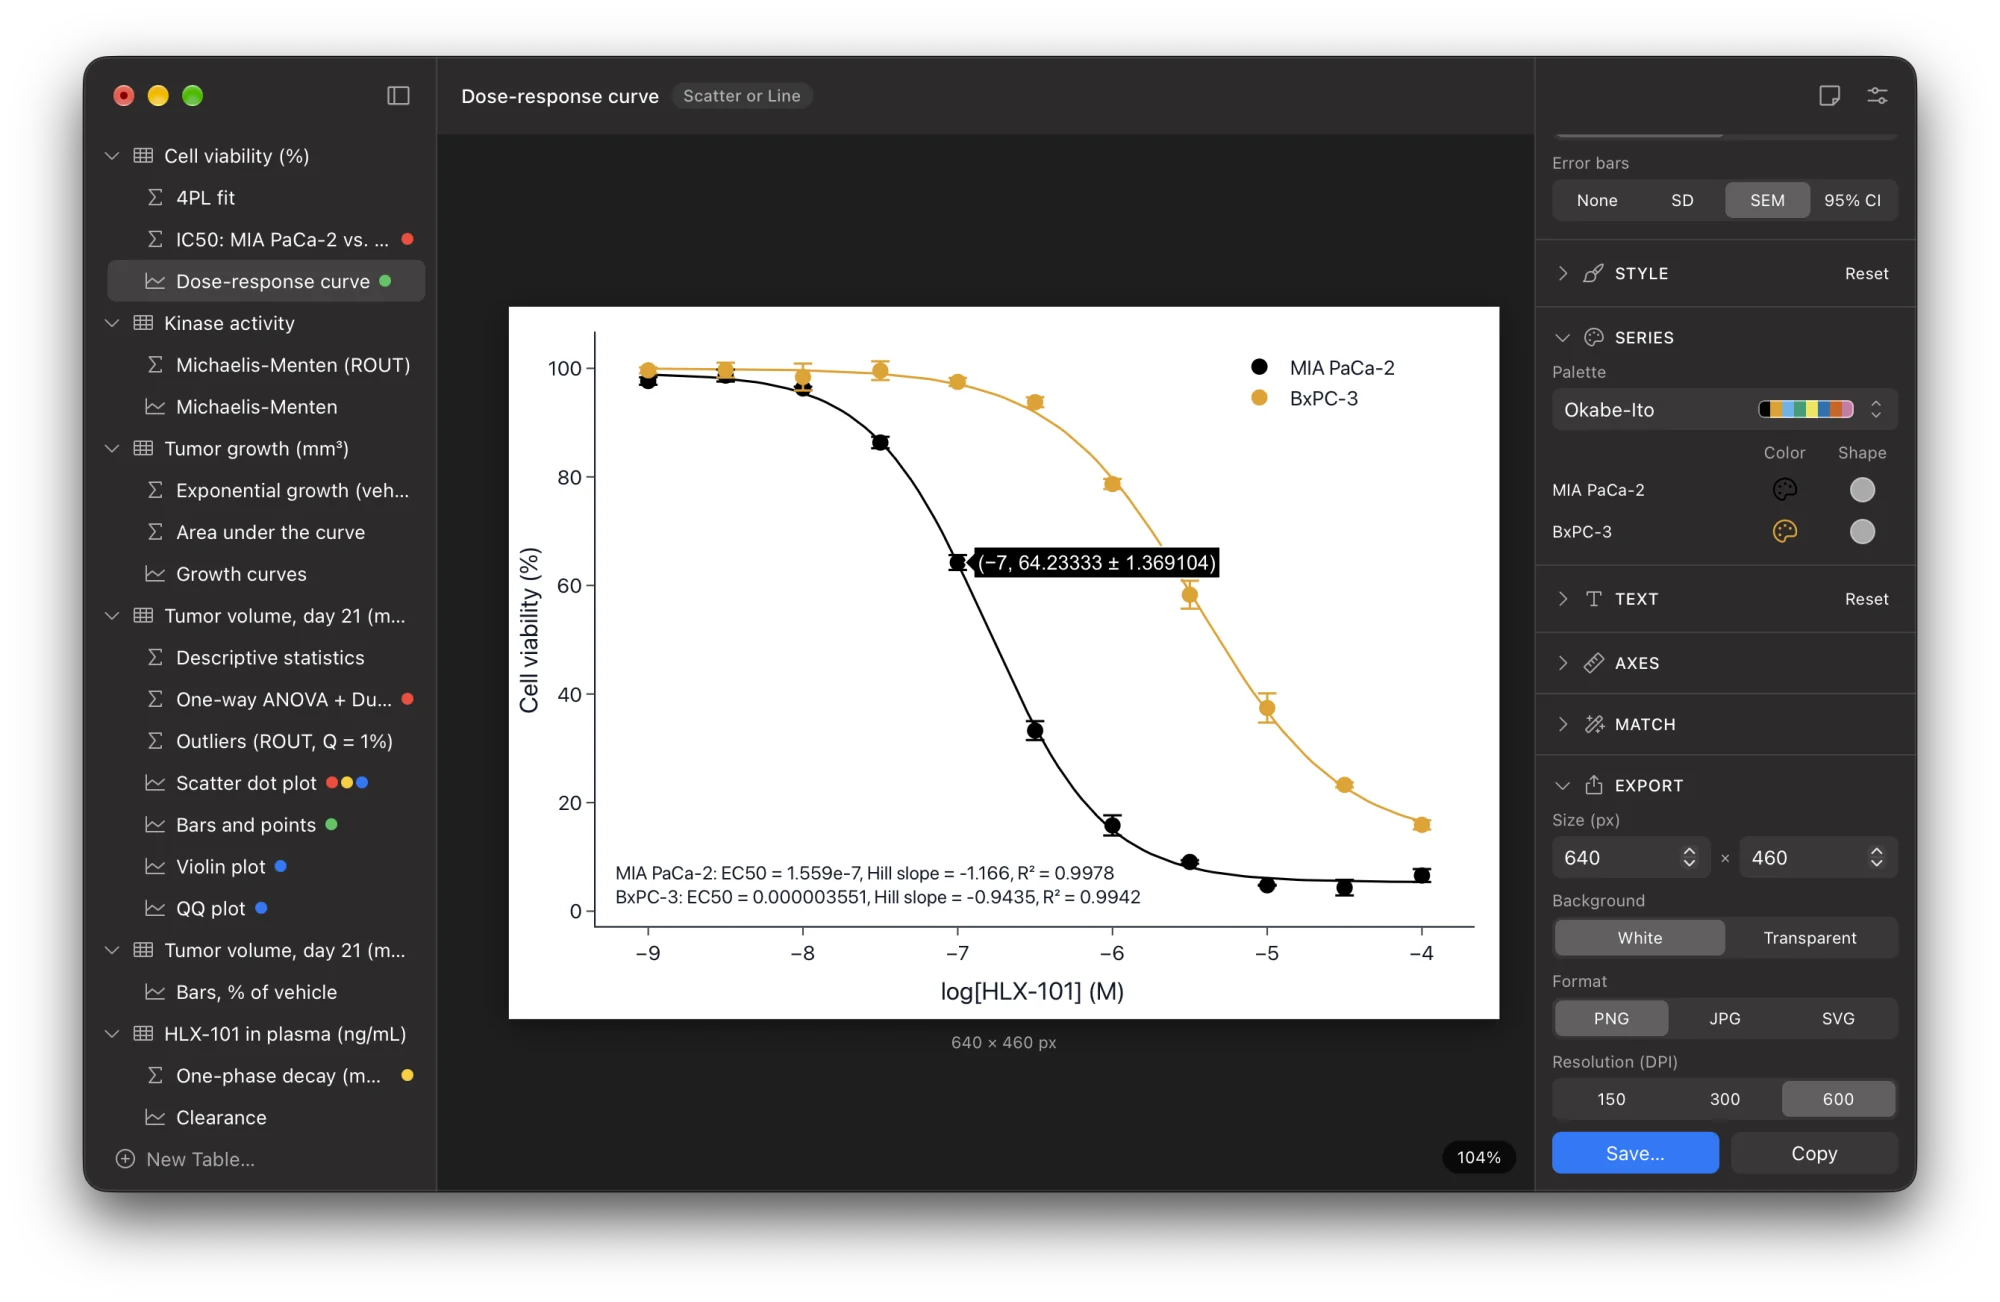 Dose-response curve
Scatter or Line
Cell viability (%)
4PL fit
IC50: MIA PaCa-2 vs. ...
Dose-response curve
Kinase activity
Michaelis-Menten (ROUT)
Michaelis-Menten
Tumor growth (mm³)
Exponential growth (veh...
Area under the curve
Growth curves
Tumor volume, day 21 (m...
Descriptive statistics
One-way ANOVA + Du...
Outliers (ROUT, Q = 1%)
Scatter dot plot
Bars and points
Violin plot
QQ plot
Tumor volume, day 21 (m...
Bars, % of vehicle
HLX-101 in plasma (ng/mL)
One-phase decay (m...
Clearance
New Table...
Cell viability (%)
100
80
60
40
20
0
MIA PaCa-2
BxPC-3
(−7, 64.23333 ± 1.369104)
MIA PaCa-2: EC50 = 1.559e-7, Hill slope = -1.166, R² = 0.9978
BxPC-3: EC50 = 0.000003551, Hill slope = -0.9435, R² = 0.9942
−9 −8 −7 −6 −5 −4
log[HLX-101] (M)
640 × 460 px
104%
Error bars
None SD SEM 95% CI
STYLE Reset
SERIES
Palette
Okabe-Ito
Color Shape
MIA PaCa-2
BxPC-3
TEXT Reset
AXES
MATCH
EXPORT
Size (px)
640 × 460
Background
White Transparent
Format
PNG JPG SVG
Resolution (DPI)
150 300 600
Save... Copy